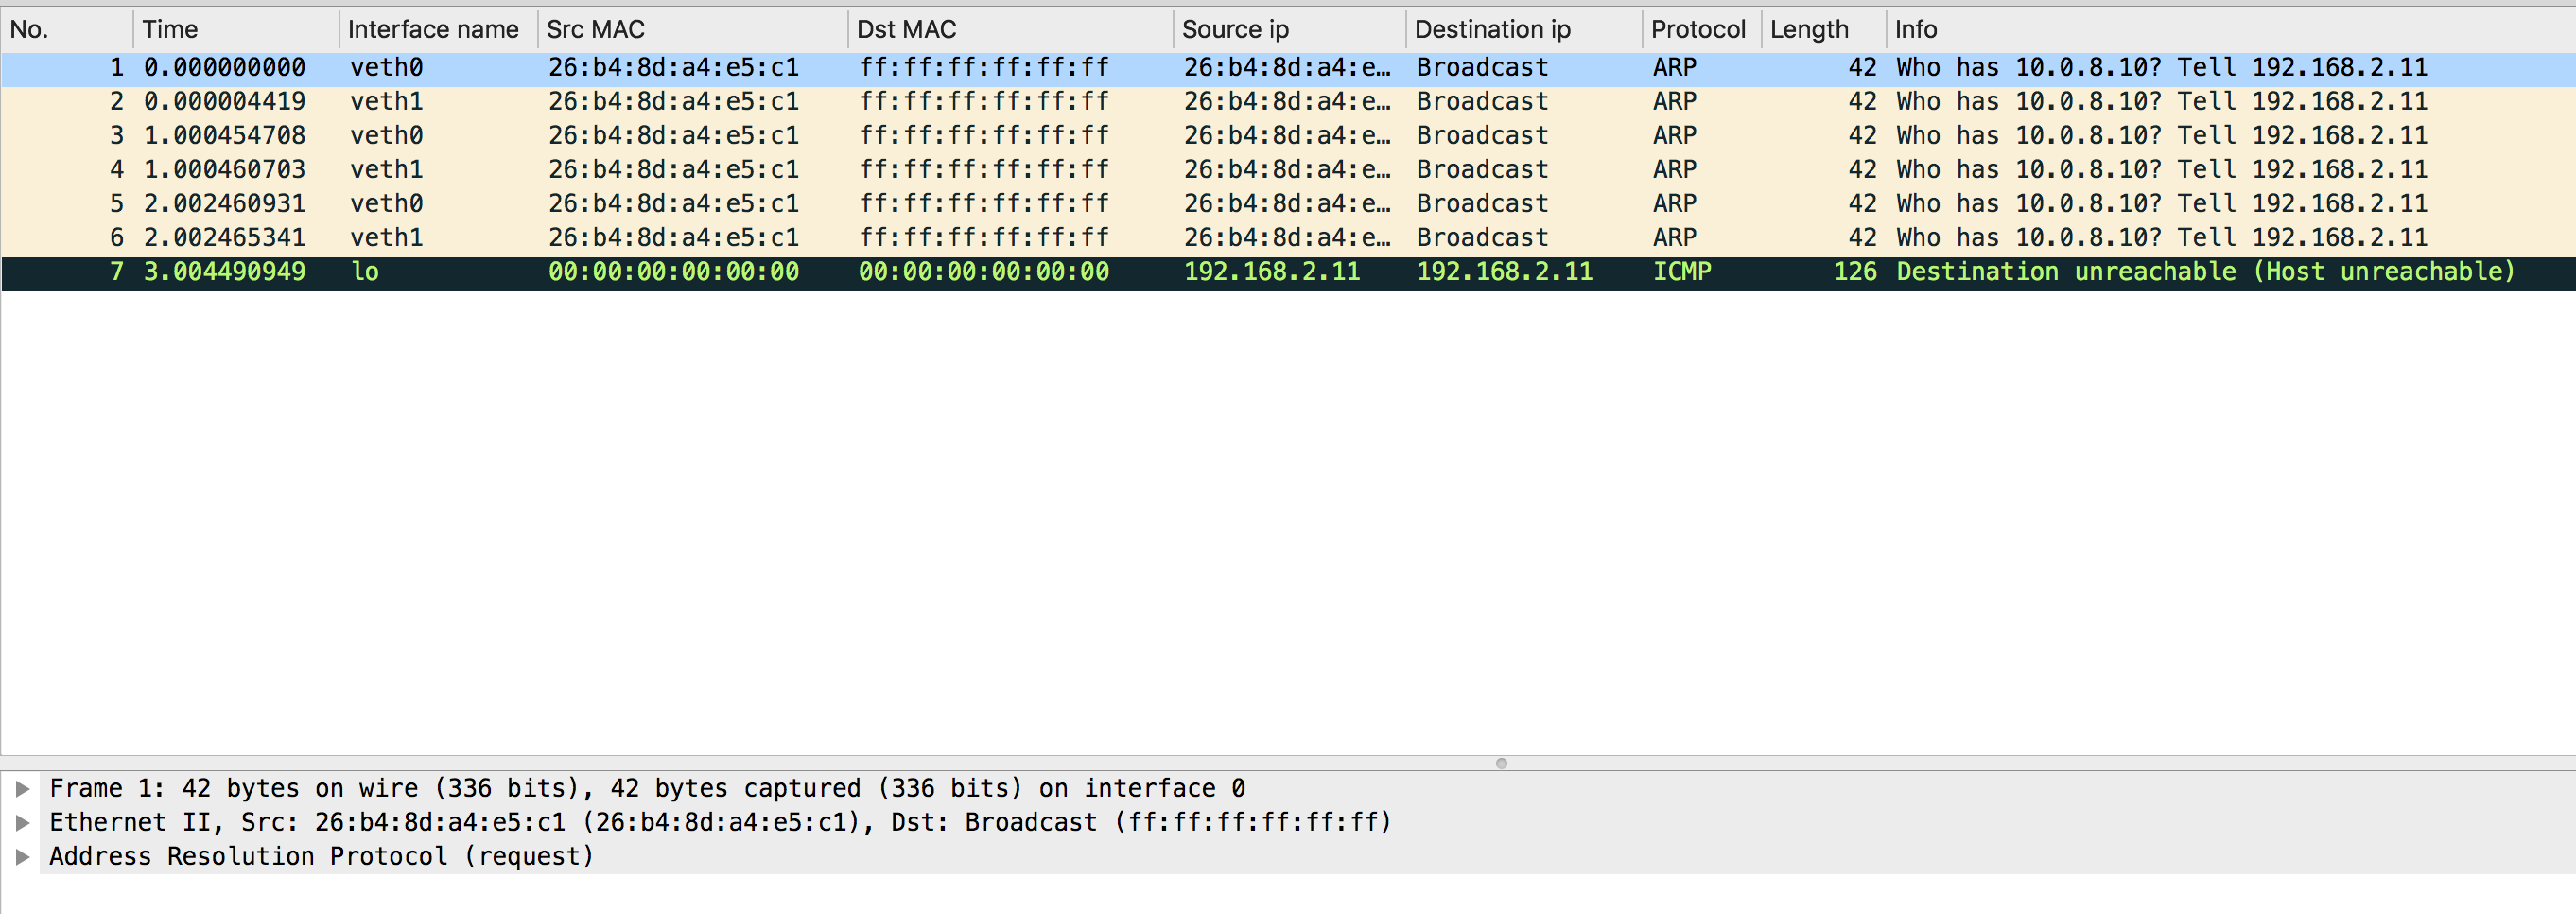 No. Time Interface name Src MAC Dst MAC Source ip Destination ip Protocol Length Info
1 0.000000000 veth0 26:b4:8d:a4:e5:c1 ff:ff:ff:ff:ff:ff 26:b4:8d:a4:e… Broadcast ARP 42 Who has 10.0.8.10? Tell 192.168.2.11
2 0.000004419 veth1 26:b4:8d:a4:e5:c1 ff:ff:ff:ff:ff:ff 26:b4:8d:a4:e… Broadcast ARP 42 Who has 10.0.8.10? Tell 192.168.2.11
3 1.000454708 veth0 26:b4:8d:a4:e5:c1 ff:ff:ff:ff:ff:ff 26:b4:8d:a4:e… Broadcast ARP 42 Who has 10.0.8.10? Tell 192.168.2.11
4 1.000460703 veth1 26:b4:8d:a4:e5:c1 ff:ff:ff:ff:ff:ff 26:b4:8d:a4:e… Broadcast ARP 42 Who has 10.0.8.10? Tell 192.168.2.11
5 2.002460931 veth0 26:b4:8d:a4:e5:c1 ff:ff:ff:ff:ff:ff 26:b4:8d:a4:e… Broadcast ARP 42 Who has 10.0.8.10? Tell 192.168.2.11
6 2.002465341 veth1 26:b4:8d:a4:e5:c1 ff:ff:ff:ff:ff:ff 26:b4:8d:a4:e… Broadcast ARP 42 Who has 10.0.8.10? Tell 192.168.2.11
7 3.004490949 lo 00:00:00:00:00:00 00:00:00:00:00:00 192.168.2.11 192.168.2.11 ICMP 126 Destination unreachable (Host unreachable)
Frame 1: 42 bytes on wire (336 bits), 42 bytes captured (336 bits) on interface 0
Ethernet II, Src: 26:b4:8d:a4:e5:c1 (26:b4:8d:a4:e5:c1), Dst: Broadcast (ff:ff:ff:ff:ff:ff)
Address Resolution Protocol (request)